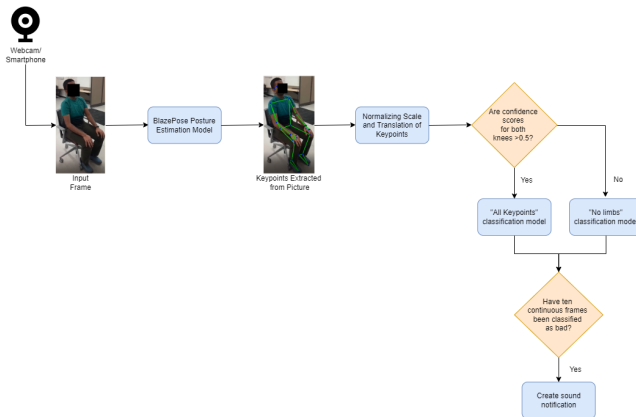 Webcam/
Smartphone
Input
Frame
BlazePose Posture
Estimation Model
Keypoints Extracted
from Picture
Normalizing Scale
and Translation of
Keypoints
Are confidence
scores
for both
knees >0.5?
Yes
No
"All Keypoints"
classification model
"No limbs"
classification model
Have ten
continuous frames
been classified
as bad?
Yes
Create sound
notification